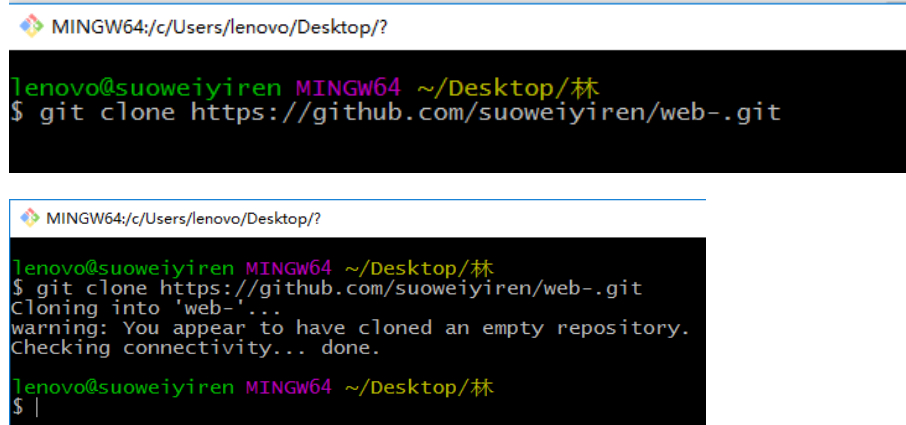 MINGW64:/c/Users/lenovo/Desktop/?
lenovo@suoweiyiren MINGW64 ~/Desktop/林
$ git clone https://github.com/suoweiyiren/web-.git
MINGW64:/c/Users/lenovo/Desktop/?
lenovo@suoweiyiren MINGW64 ~/Desktop/林
$ git clone https://github.com/suoweiyiren/web-.git
Cloning into 'web-'...
warning: You appear to have cloned an empty repository.
Checking connectivity... done.
lenovo@suoweiyiren MINGW64 ~/Desktop/林
$